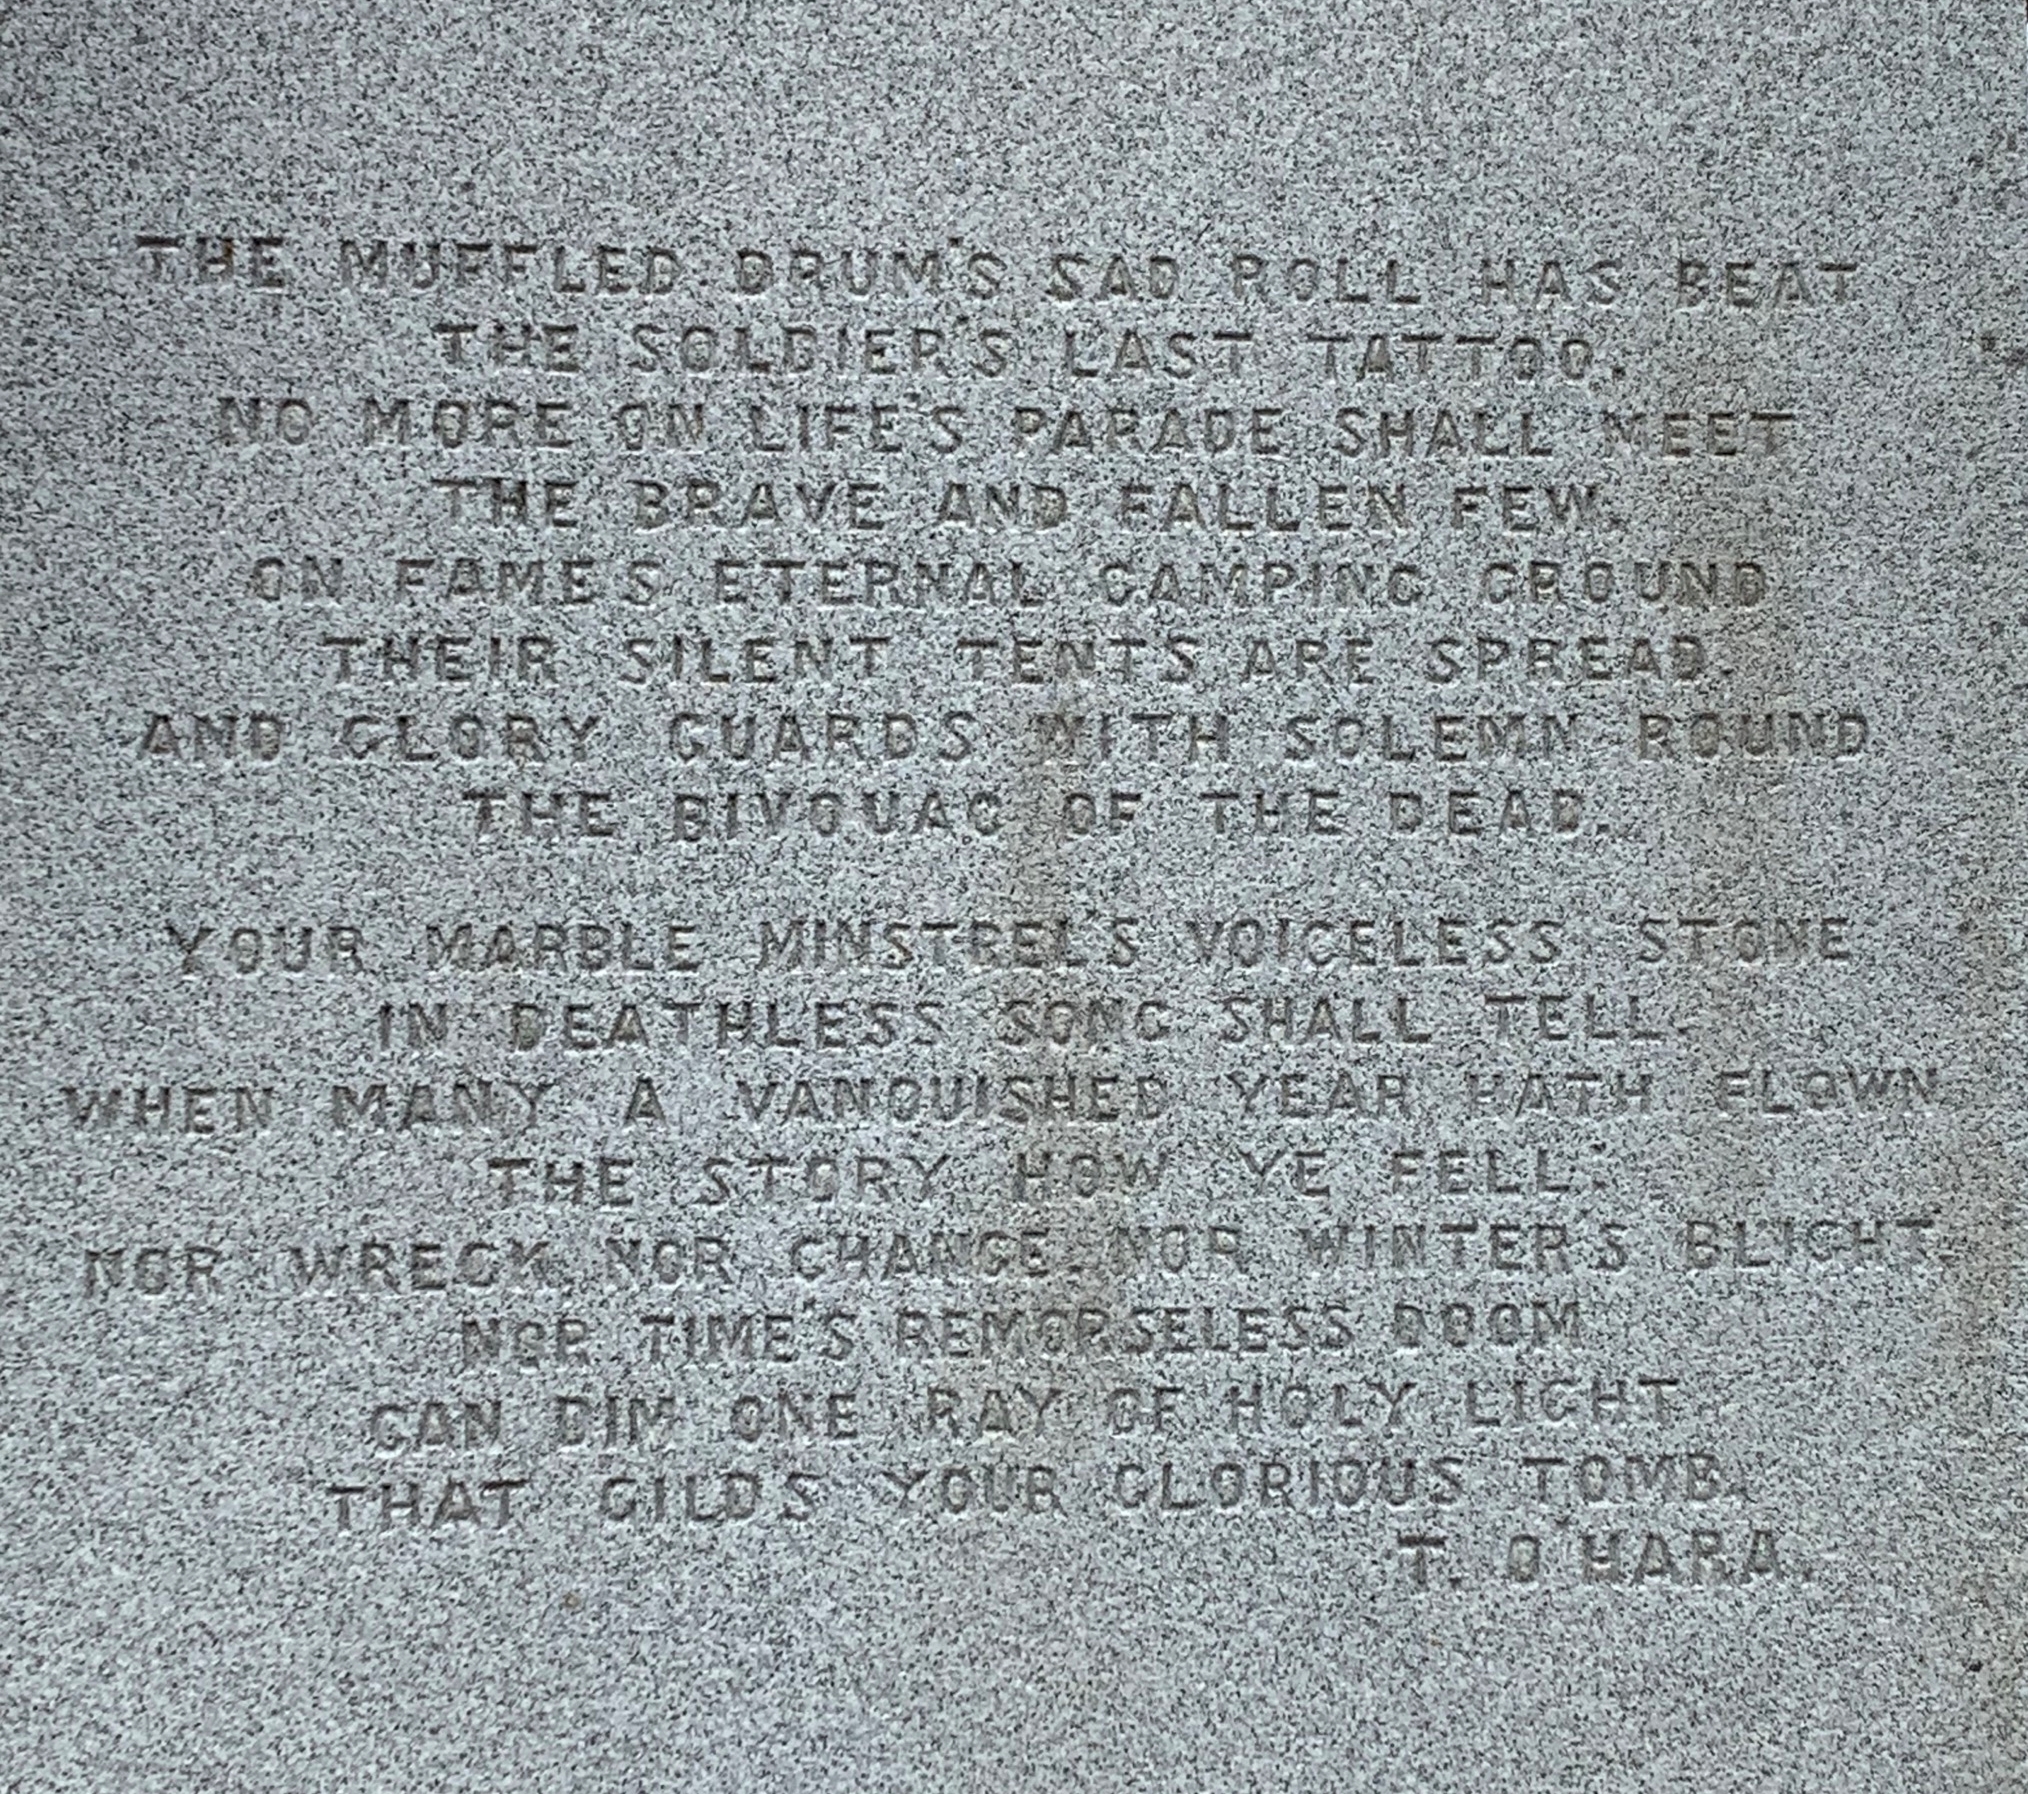 THE MUFFLED DRUM'S SAD ROLL HAS BEAT
THE SOLDIER'S LAST TATTOO.
NO MORE ON LIFE'S PARADE SHALL MEET
THE BRAVE AND FALLEN FEW.
ON FAMES ETERNAL CAMPING GROUND
THEIR SILENT TENTS ARE SPREAD
AND GLORY GUARDS WITH SOLEMN ROUND
THE BIVOUAC OF THE DEAD.
YOUR MARBLE MINSTREL'S VOICELESS STONE
IN DEATHLESS SONG SHALL TELL
WHEN MANY A VANQUISHED YEAR HATH FLOWN
THE STORY HOW YE FELL.
NOR WRECK NOR CHANGE NOR WINTER'S BLIGHT
NOR TIME'S REMORSELESS DOOM
CAN DIM ONE RAY OF HOLY LIGHT
THAT GILDS YOUR GLORIOUS TOMB.
T. O'HARA.